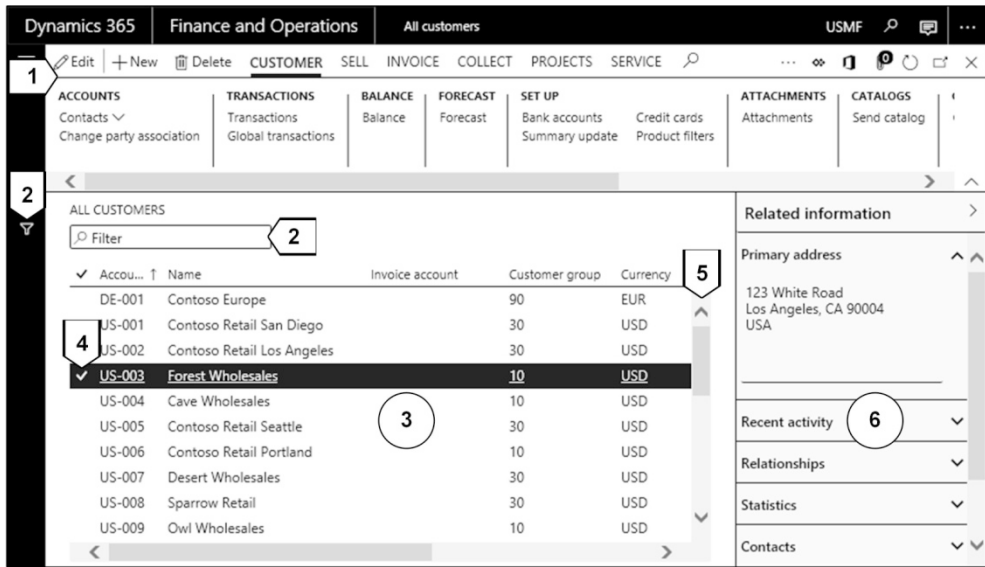 Dynamics 365 Finance and Operations All customers USMF ...
1 Edit + New Delete CUSTOMER SELL INVOICE COLLECT PROJECTS SERVICE ... 0
ACCOUNTS TRANSACTIONS BALANCE FORECAST SET UP ATTACHMENTS CATALOGS
Contacts Transactions Balance Forecast Bank accounts Credit cards Attachments Send catalog
Change party association Global transactions Summary update Product filters
2
ALL CUSTOMERS
Filter 2
Accou... ↑ Name Invoice account Customer group Currency 5
DE-001 Contoso Europe 90 EUR
US-001 Contoso Retail San Diego 30 USD
4 US-002 Contoso Retail Los Angeles 30 USD
US-003 Forest Wholesales 10 USD
US-004 Cave Wholesales 10 USD
3
US-005 Contoso Retail Seattle 30 USD
US-006 Contoso Retail Portland 10 USD
US-007 Desert Wholesales 30 USD
US-008 Sparrow Retail 30 USD
US-009 Owl Wholesales 10 USD
Related information
Primary address
123 White Road
Los Angeles, CA 90004
USA
Recent activity 6
Relationships
Statistics
Contacts